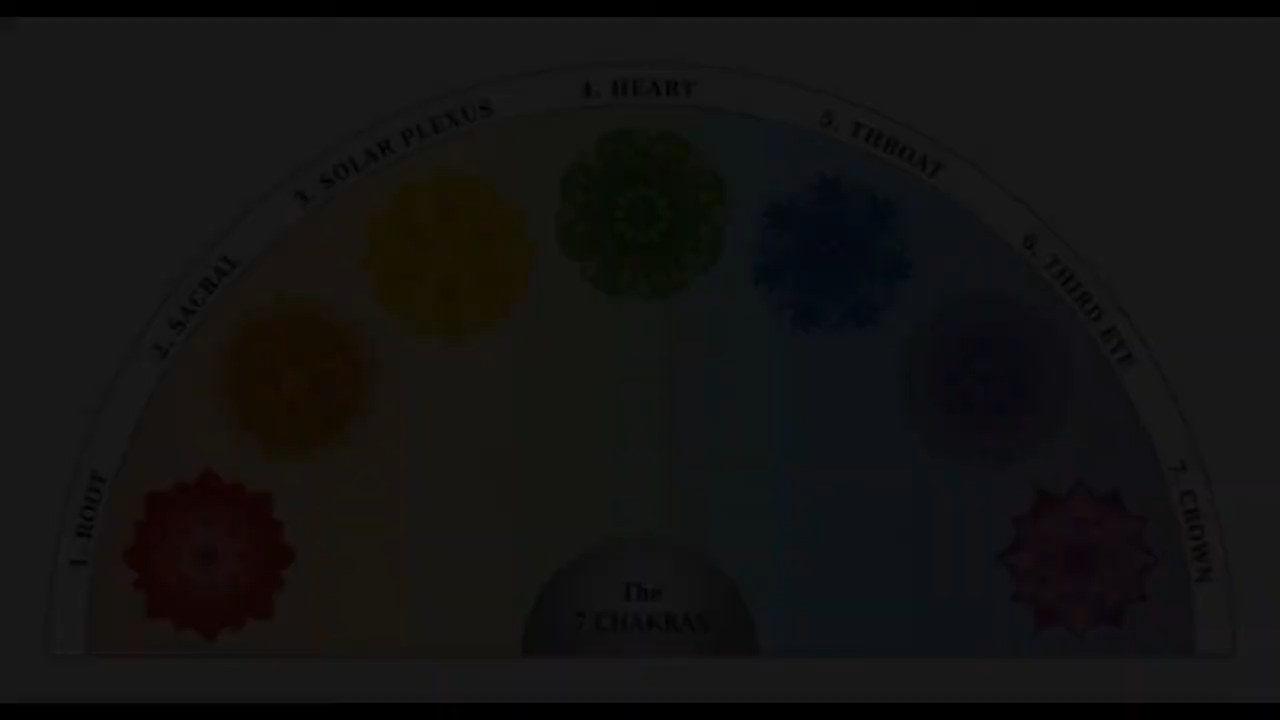 1. ROOT
2. SACRAL
3. SOLAR PLEXUS
4. HEART
5. THROAT
6. THIRD EYE
7. CROWN
The
7 CHAKRAS